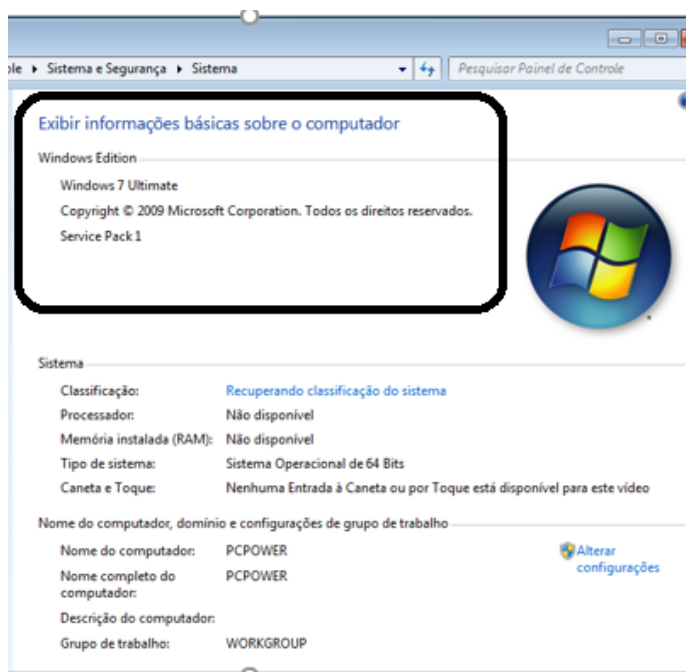 ole ▸ Sistema e Segurança ▸ Sistema
Pesquisar Painel de Controle
Exibir informações básicas sobre o computador
Windows Edition
Windows 7 Ultimate
Copyright © 2009 Microsoft Corporation. Todos os direitos reservados.
Service Pack 1
Sistema
Classificação: Recuperando classificação do sistema
Processador: Não disponível
Memória instalada (RAM): Não disponível
Tipo de sistema: Sistema Operacional de 64 Bits
Caneta e Toque: Nenhuma Entrada à Caneta ou por Toque está disponível para este vídeo
Nome do computador, domínio e configurações de grupo de trabalho
Nome do computador: PCPOWER
Alterar
configurações
Nome completo do
computador: PCPOWER
Descrição do computador:
Grupo de trabalho: WORKGROUP